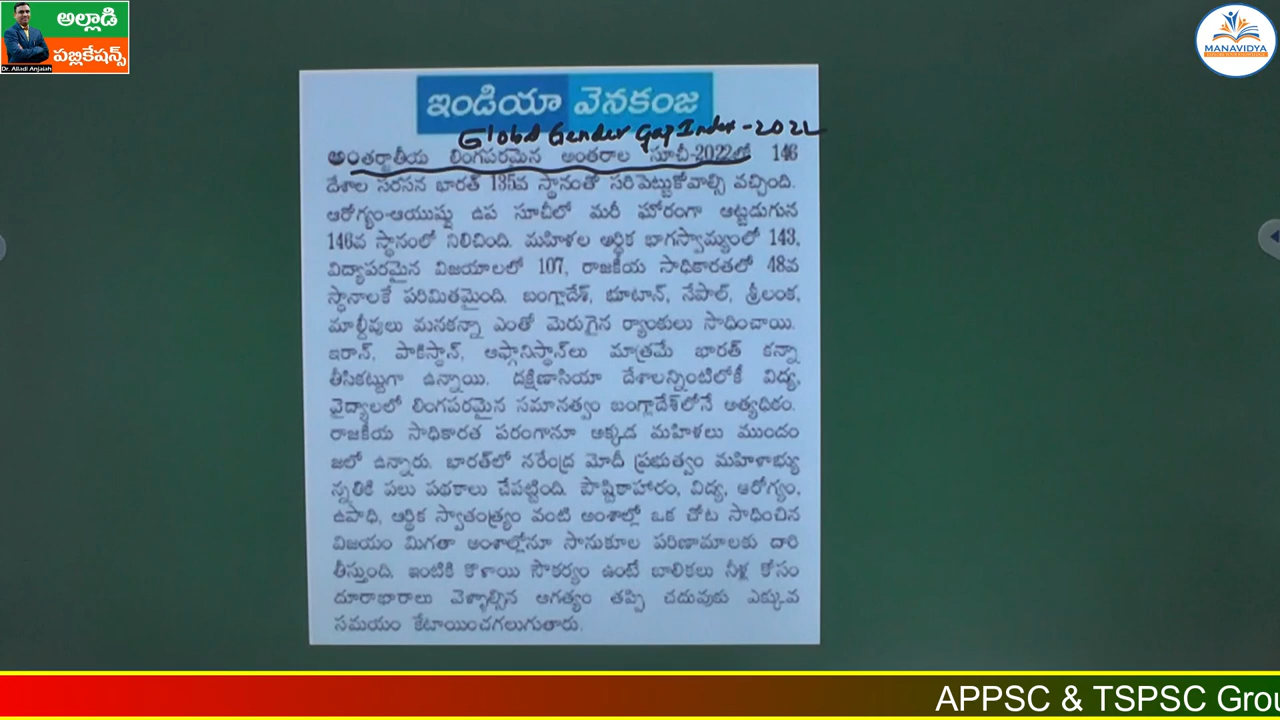 అల్లాడి
పబ్లికేషన్స్
Dr. Alladi Anjaiah
MANAVIDYA
ఇండియా వెనకంజ
Global Gender Gap Index - 2022
అంతర్జాతీయ లింగపరమైన అంతరాల సూచీ-2022లో 146
దేశాల సరసన భారత్ 135వ స్థానంతో సరిపెట్టుకోవాల్సి వచ్చింది.
ఆరోగ్యం-ఆయుష్షు ఉప సూచీలో మరీ ఘోరంగా అట్టడుగున
146వ స్థానంలో నిలిచింది. మహిళల ఆర్థిక భాగస్వామ్యంలో 143,
విద్యాపరమైన విజయాలలో 107, రాజకీయ సాధికారతలో 48వ
స్థానాలకే పరిమితమైంది. బంగ్లాదేశ్, భూటాన్, నేపాల్, శ్రీలంక,
మాల్దీవులు మనకన్నా ఎంతో మెరుగైన ర్యాంకులు సాధించాయి.
ఇరాన్, పాకిస్థాన్, అఫ్గానిస్థాన్‌లు మాత్రమే భారత్ కన్నా
తీసికట్టుగా ఉన్నాయి. దక్షిణాసియా దేశాలన్నింటిలోకీ విద్య,
వైద్యాలలో లింగపరమైన సమానత్వం బంగ్లాదేశ్‌లోనే అత్యధికం.
రాజకీయ సాధికారత పరంగానూ అక్కడ మహిళలు ముందం
జలో ఉన్నారు. భారత్‌లో నరేంద్ర మోదీ ప్రభుత్వం మహిళాభ్యు
న్నతికి పలు పథకాలు చేపట్టింది. పౌష్టికాహారం, విద్య, ఆరోగ్యం,
ఉపాధి, ఆర్థిక స్వాతంత్ర్యం వంటి అంశాల్లో ఒక చోట సాధించిన
విజయం మిగతా అంశాల్లోనూ సానుకూల పరిణామాలకు దారి
తీస్తుంది. ఇంటికి కొళాయి సౌకర్యం ఉంటే బాలికలు నీళ్ల కోసం
దూరాభారాలు వెళ్ళాల్సిన అగత్యం తప్పి చదువుకు ఎక్కువ
సమయం కేటాయించగలుగుతారు.
APPSC & TSPSC Grou